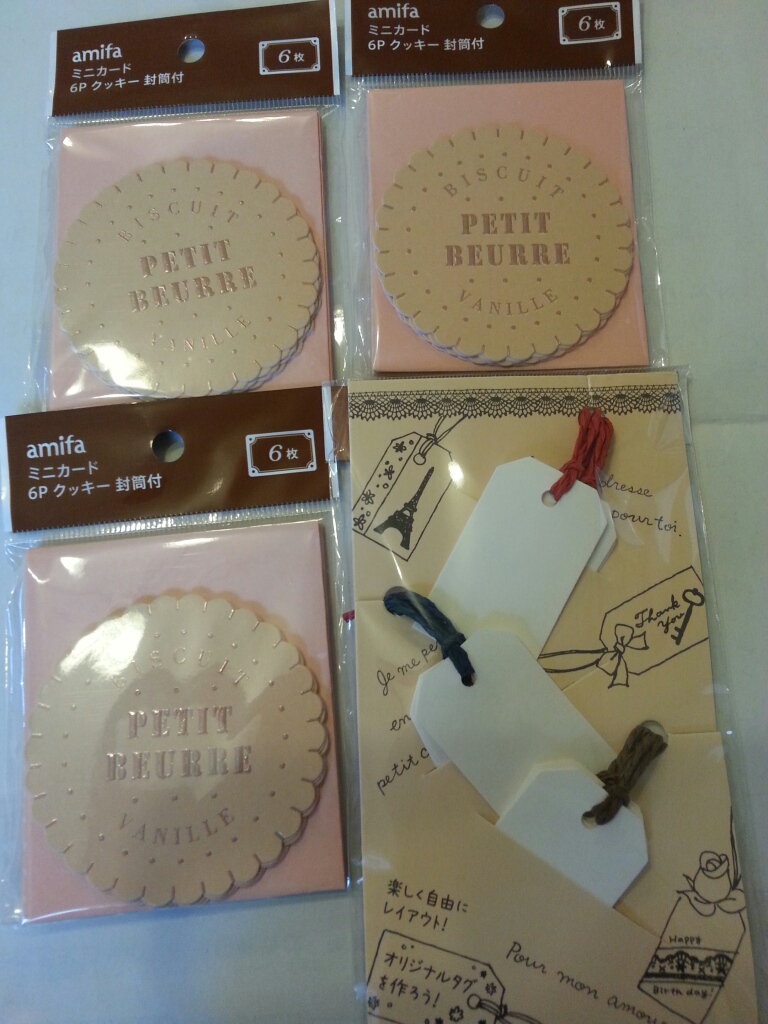 amifa
ミニカード
6P クッキー 封筒付
6枚
BISCUIT
PETIT
BEURRE
VANILLE
amifa
ミニカード
6P クッキー 封筒付
6枚
BISCUIT
PETIT
BEURRE
VANILLE
amifa
ミニカード
6P クッキー 封筒付
6枚
BISCUIT
PETIT
BEURRE
VANILLE
pour toi.
Thank
You
Je me
en
petit
楽しく自由に
レイアウト!
オリジナルタグ
を作ろう!
Pour mon amour
Happy
Birthday!